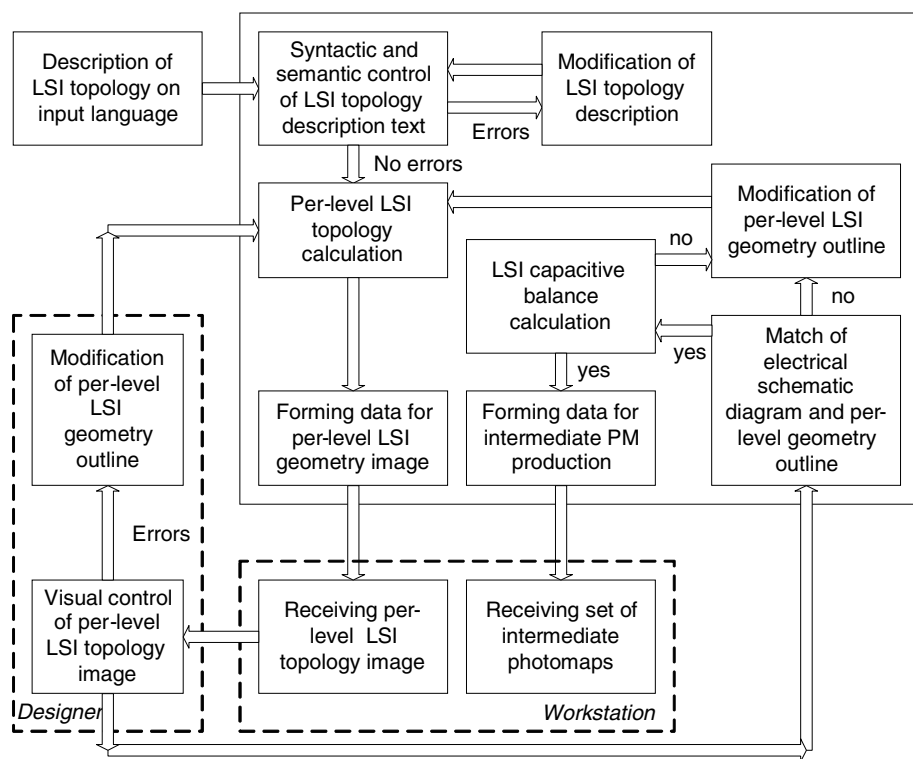 Description of
LSI topology on
input language
Syntactic and
semantic control
of LSI topology
description text
Modification of
LSI topology
description
Errors
No errors
Per-level LSI
topology
calculation
Modification of
per-level LSI
geometry outline
no
LSI capacitive
balance
calculation
no
yes
yes
Match of
electrical
schematic
diagram and per-
level geometry
outline
Modification
of per-level
LSI
geometry
outline
Forming data for
per-level LSI
geometry image
Forming data for
intermediate PM
production
Errors
Visual control
of per-level
LSI topology
image
Receiving per-
level LSI
topology image
Receiving set of
intermediate
photomaps
Designer
Workstation